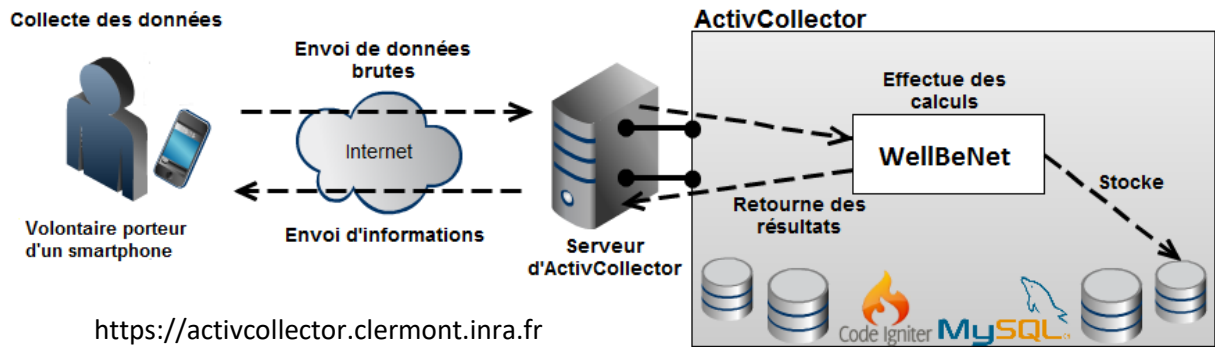 Collecte des données
Volontaire porteur
d'un smartphone
Envoi de données
brutes
Internet
Envoi d'informations
Serveur
d'ActivCollector
ActivCollector
Effectue des
calculs
WellBeNet
Stocke
Retourne des
résultats
Code Igniter
MySQL
https://activcollector.clermont.inra.fr